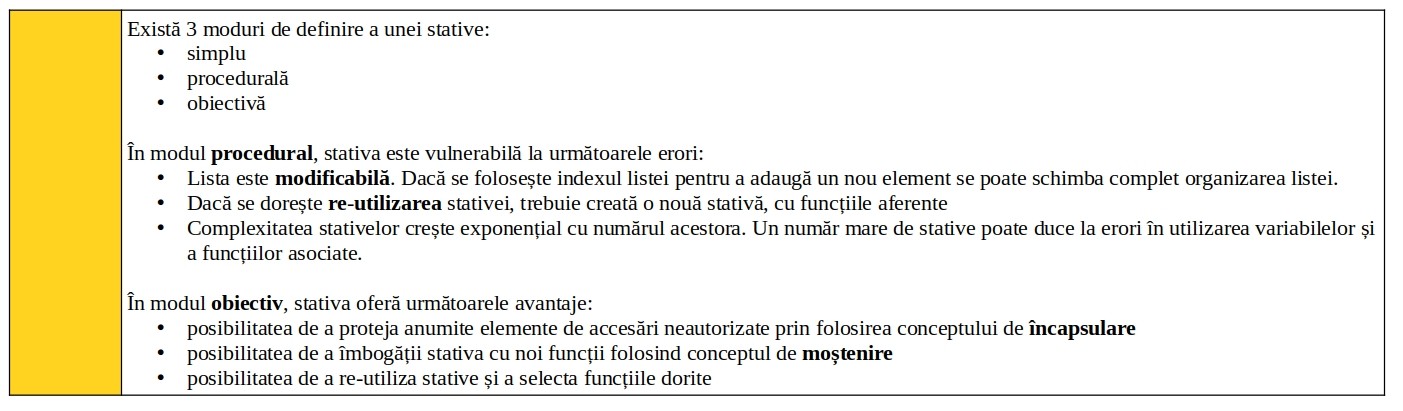 Există 3 moduri de definire a unei stative:
• simplu
• procedurală
• obiectivă
În modul procedural, stativa este vulnerabilă la următoarele erori:
• Lista este modificabilă. Dacă se folosește indexul listei pentru a adaugă un nou element se poate schimba complet organizarea listei.
• Dacă se dorește re-utilizarea stativei, trebuie creată o nouă stativă, cu funcțiile aferente
• Complexitatea stativelor crește exponențial cu numărul acestora. Un număr mare de stative poate duce la erori în utilizarea variabilelor și
a funcțiilor asociate.
În modul obiectiv, stativa oferă următoarele avantaje:
• posibilitatea de a proteja anumite elemente de accesări neautorizate prin folosirea conceptului de încapsulare
• posibilitatea de a îmbogății stativa cu noi funcții folosind conceptul de moștenire
• posibilitatea de a re-utiliza stative și a selecta funcțiile dorite